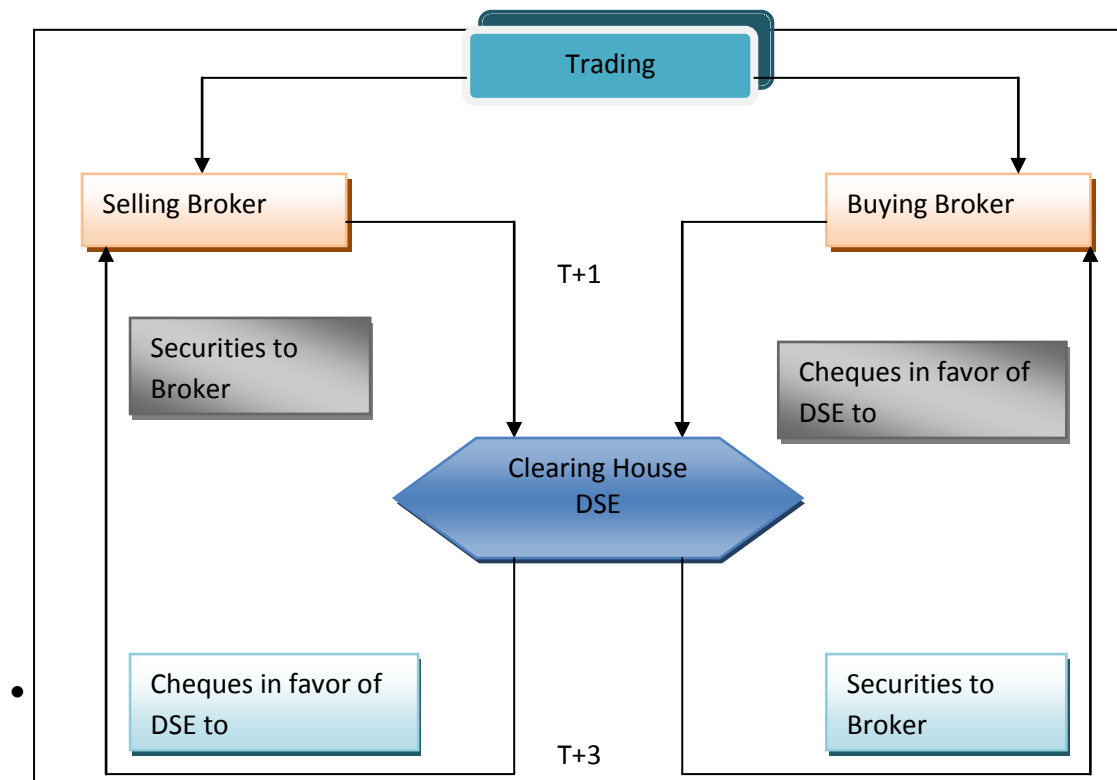 Trading
Selling Broker
Buying Broker
T+1
Securities to
Broker
Cheques in favor of
DSE to
Clearing House
DSE
Cheques in favor of
DSE to
Securities to
Broker
T+3